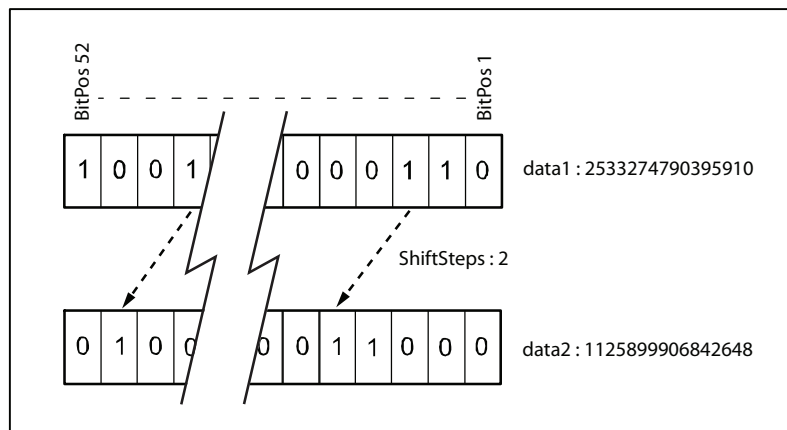 BitPos 52
BitPos 1
1 0 0 1 0 0 0 1 1 0
data1 : 2533274790395910
ShiftSteps : 2
0 1 0 0 0 0 1 1 0 0 0
data2 : 1125899906842648